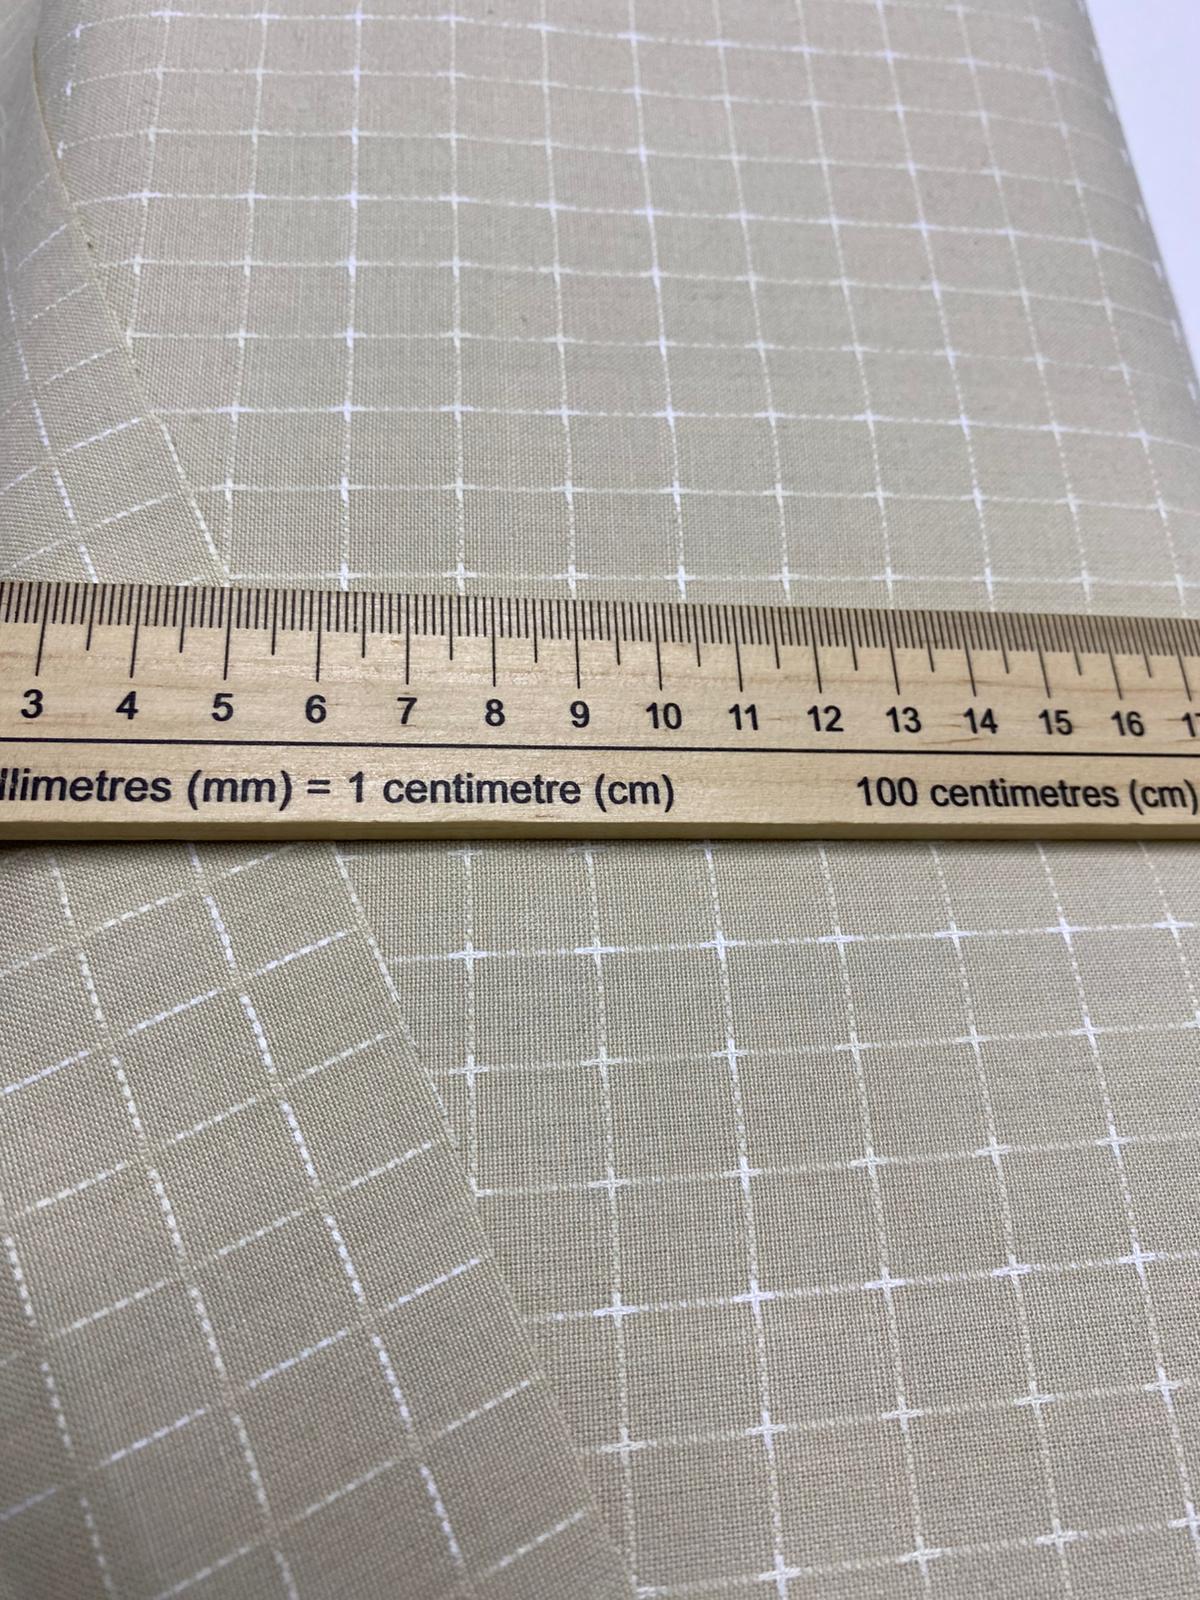 3 4 5 6 7 8 9 10 11 12 13 14 15 16
(mm) = 1 centimetre (cm) 100 centimetres (cm)